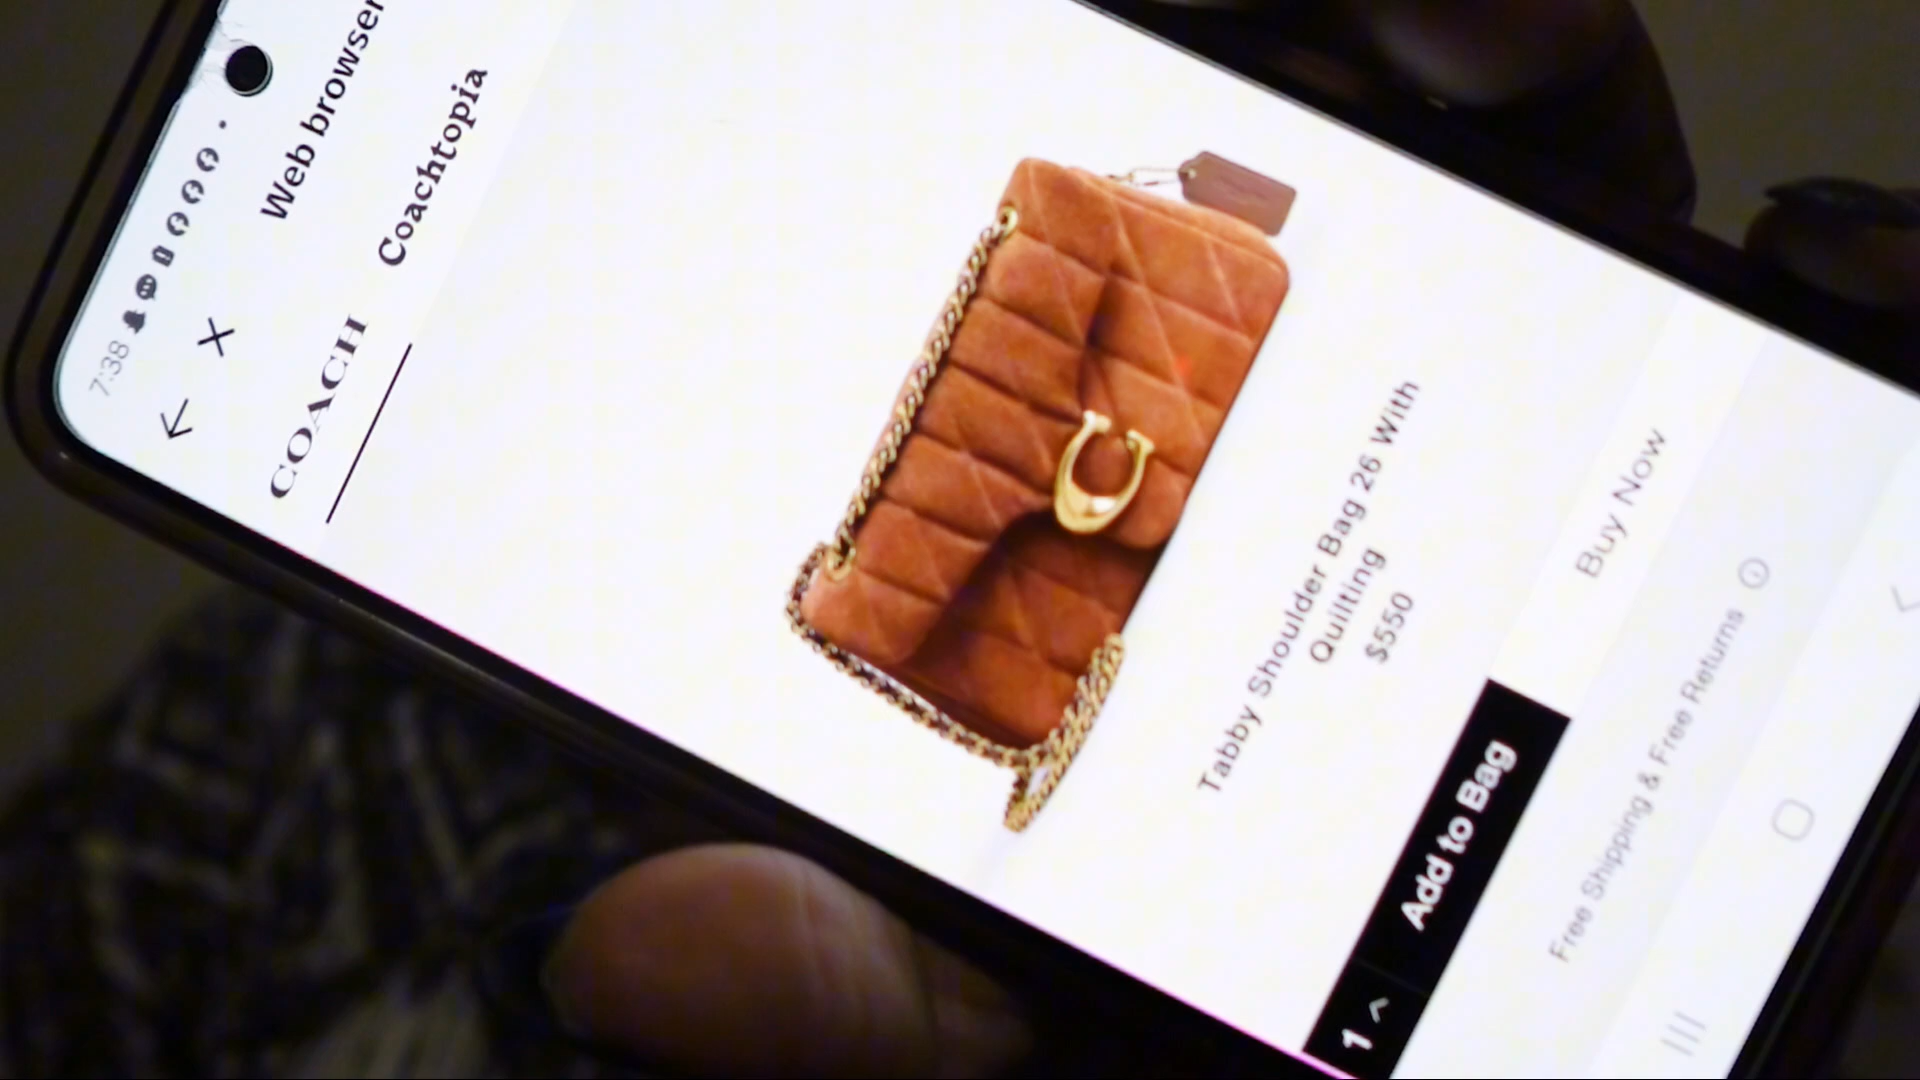 7:38
Web browser
COACH Coachtopia
Tabby Shoulder Bag 26 With
Quilting
$550
1 Add to Bag
Buy Now
Free Shipping & Free Returns